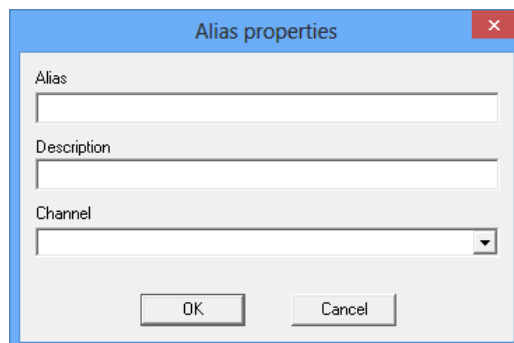 Alias properties
Alias
Description
Channel
OK Cancel